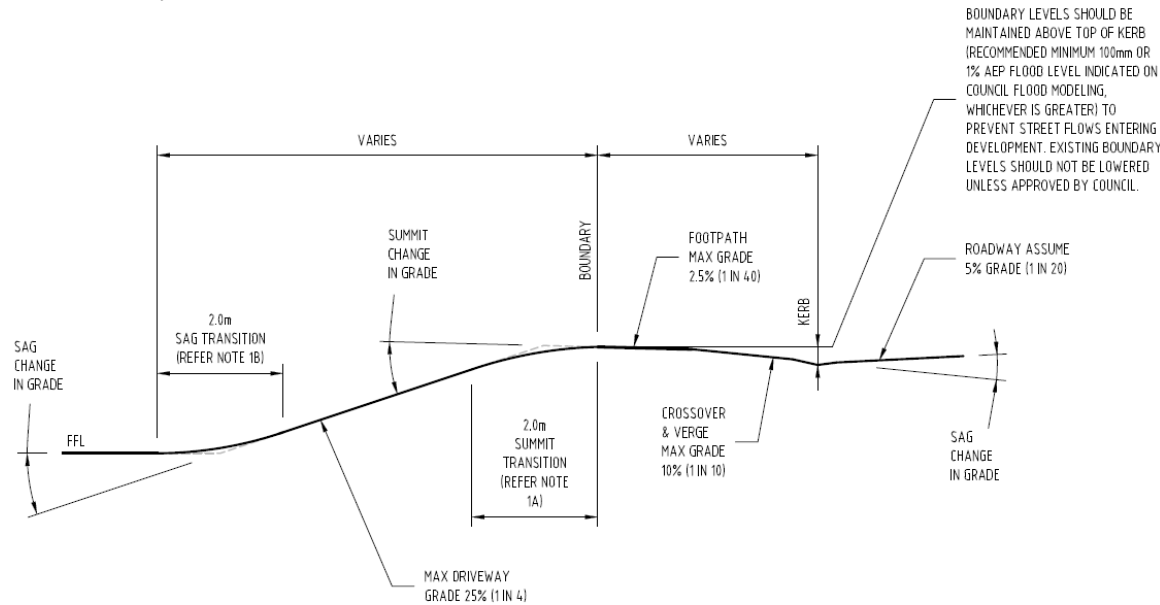 BOUNDARY LEVELS SHOULD BE
MAINTAINED ABOVE TOP OF KERB
(RECOMMENDED MINIMUM 100mm OR
1% AEP FLOOD LEVEL INDICATED ON
COUNCIL FLOOD MODELING,
WHICHEVER IS GREATER) TO
PREVENT STREET FLOWS ENTERING
DEVELOPMENT. EXISTING BOUNDARY
LEVELS SHOULD NOT BE LOWERED
UNLESS APPROVED BY COUNCIL.
VARIES
VARIES
SUMMIT
CHANGE
IN GRADE
BOUNDARY
FOOTPATH
MAX GRADE
2.5% (1 IN 40)
KERB
ROADWAY ASSUME
5% GRADE (1 IN 20)
2.0m
SAG TRANSITION
(REFER NOTE 1B)
SAG
CHANGE
IN GRADE
FFL
2.0m
SUMMIT
TRANSITION
(REFER NOTE
1A)
CROSSOVER
& VERGE
MAX GRADE
10% (1 IN 10)
SAG
CHANGE
IN GRADE
MAX DRIVEWAY
GRADE 25% (1 IN 4)